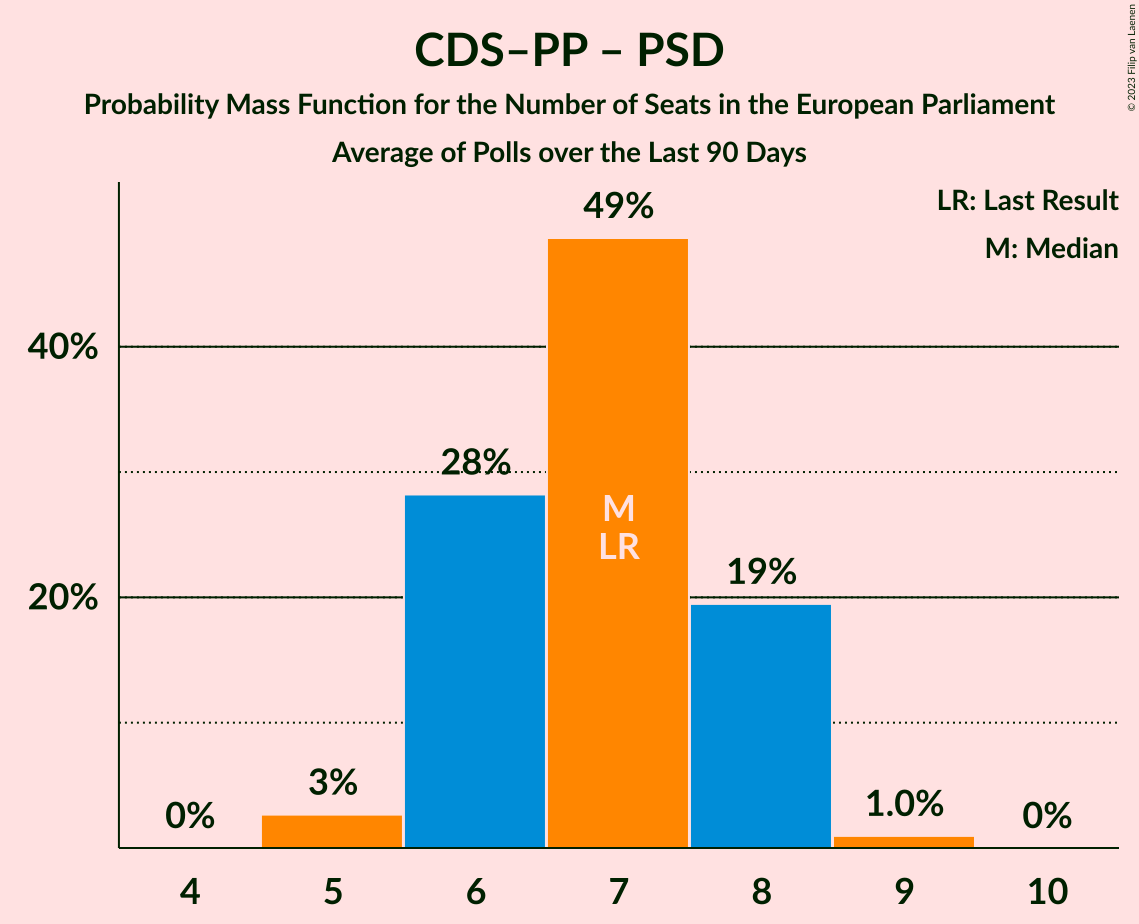 CDS–PP – PSD
Probability Mass Function for the Number of Seats in the European Parliament
Average of Polls over the Last 90 Days
© 2023 Filip van Laenen
LR: Last Result
M: Median
49%
40%
28%
M
LR
19%
20%
3%
1.0%
0%
0%
4 5 6 7 8 9 10